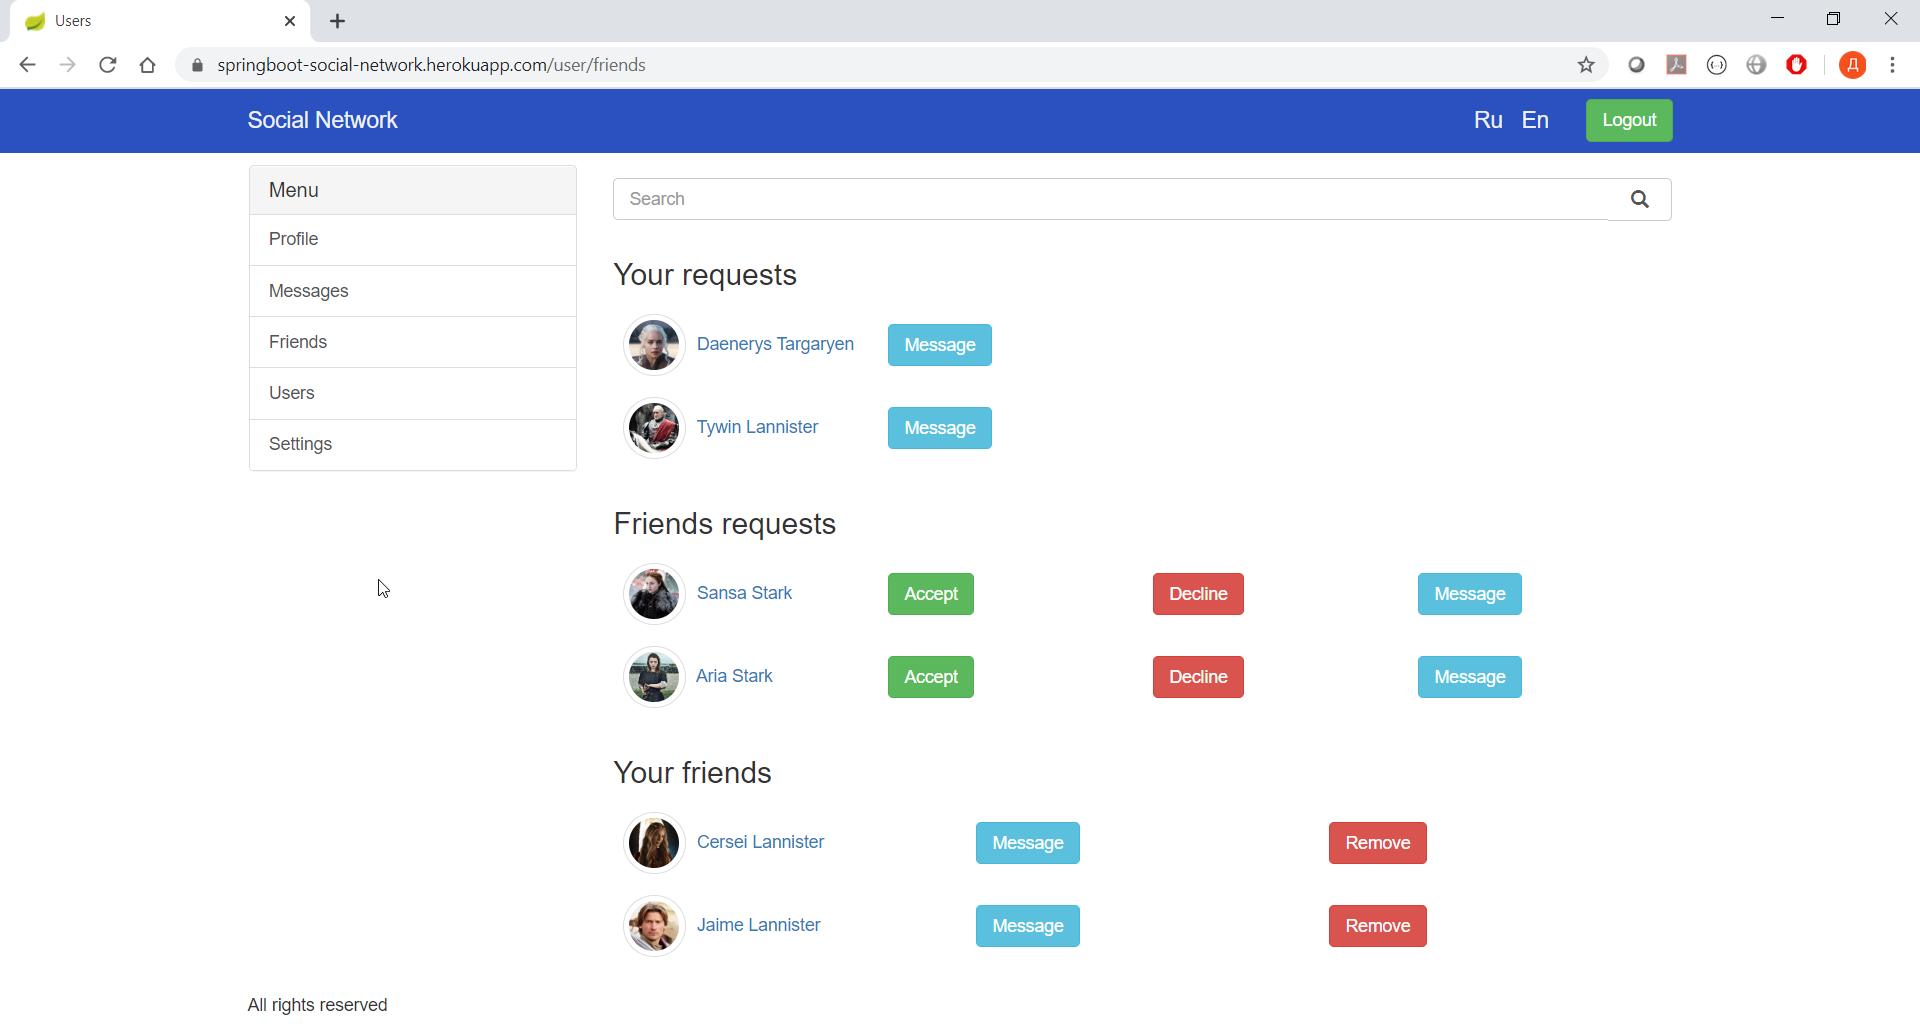 Users
springboot-social-network.herokuapp.com/user/friends
Д
Social Network
Ru En
Logout
Menu
Profile
Messages
Friends
Users
Settings
Search
Your requests
Daenerys Targaryen Message
Tywin Lannister Message
Friends requests
Sansa Stark Accept Decline Message
Aria Stark Accept Decline Message
Your friends
Cersei Lannister Message Remove
Jaime Lannister Message Remove
All rights reserved